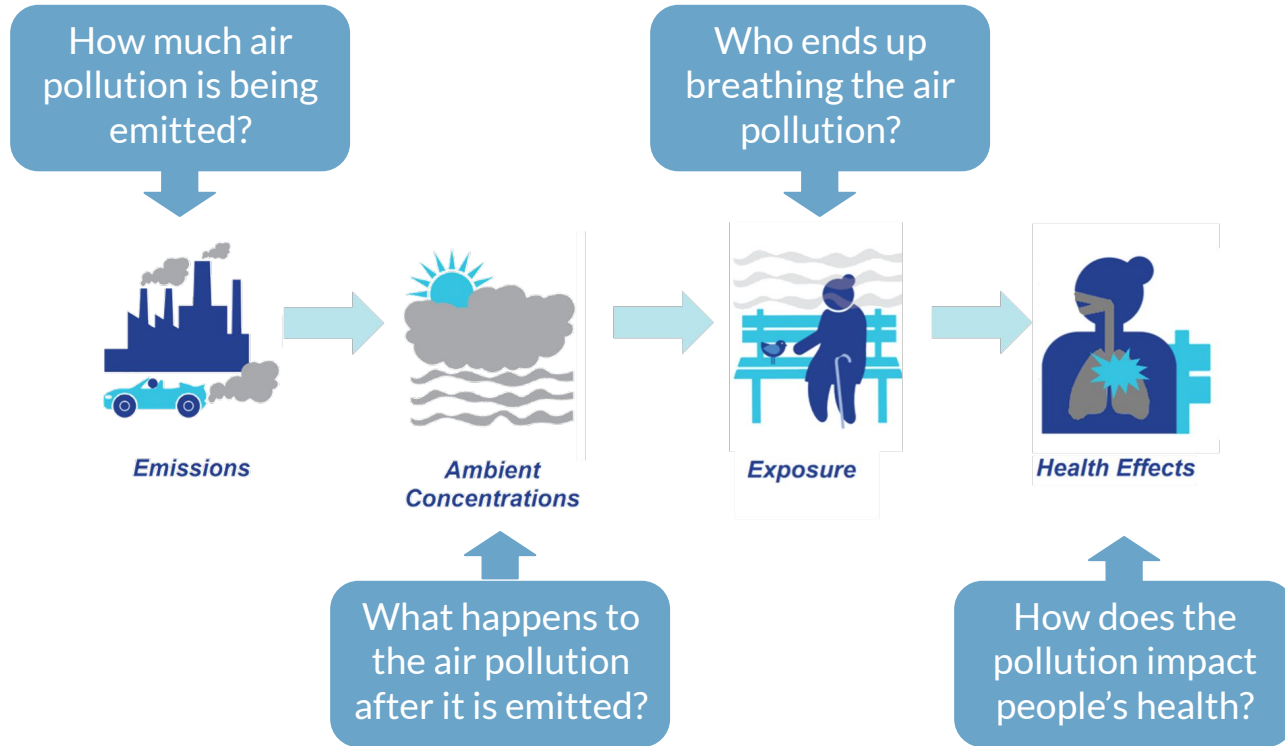 How much air
pollution is being
emitted?
Who ends up
breathing the air
pollution?
Emissions
Ambient
Concentrations
Exposure
Health Effects
What happens to
the air pollution
after it is emitted?
How does the
pollution impact
people’s health?